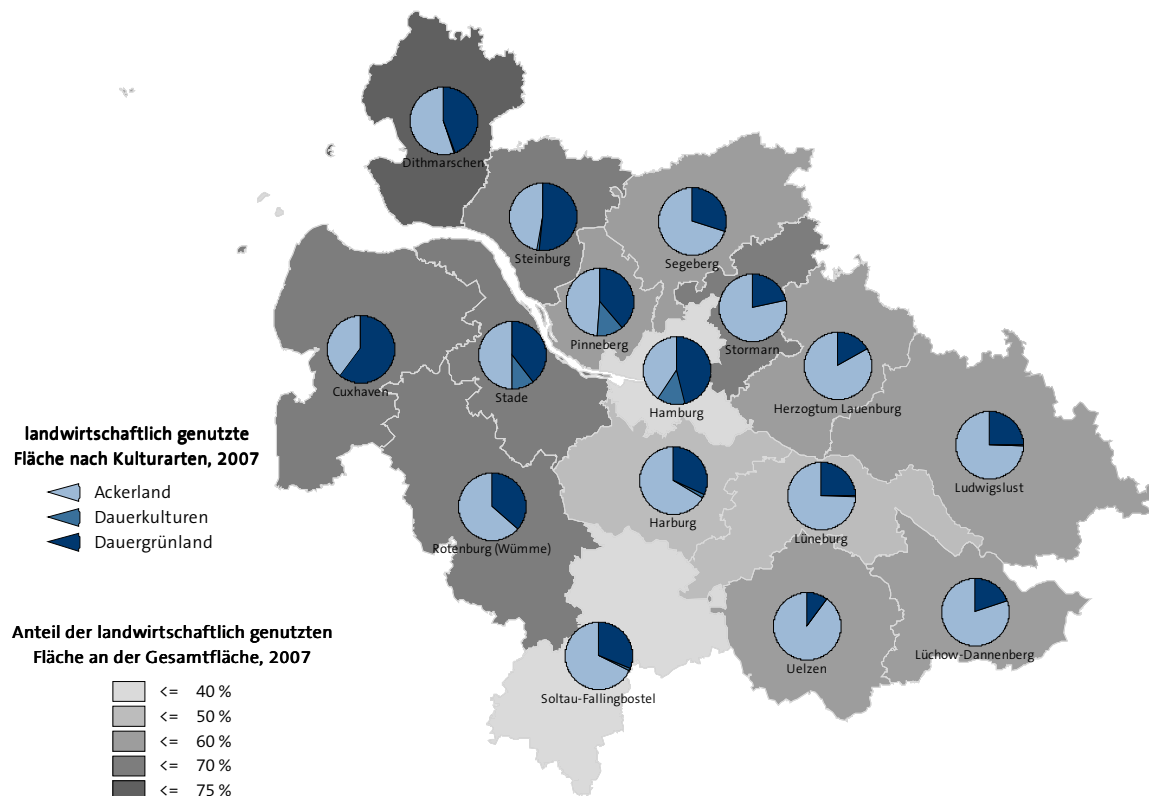 Dithmarschen
Steinburg
Segeberg
Pinneberg
Stormarn
Cuxhaven
Stade
Hamburg
Herzogtum Lauenburg
landwirtschaftlich genutzte
Fläche nach Kulturarten, 2007
Ackerland
Dauerkulturen
Dauergrünland
Ludwigslust
Harburg
Lüneburg
Rotenburg (Wümme)
Anteil der landwirtschaftlich genutzten
Fläche an der Gesamtfläche, 2007
<= 40 %
<= 50 %
<= 60 %
<= 70 %
<= 75 %
Uelzen
Lüchow-Dannenberg
Soltau-Fallingbostel